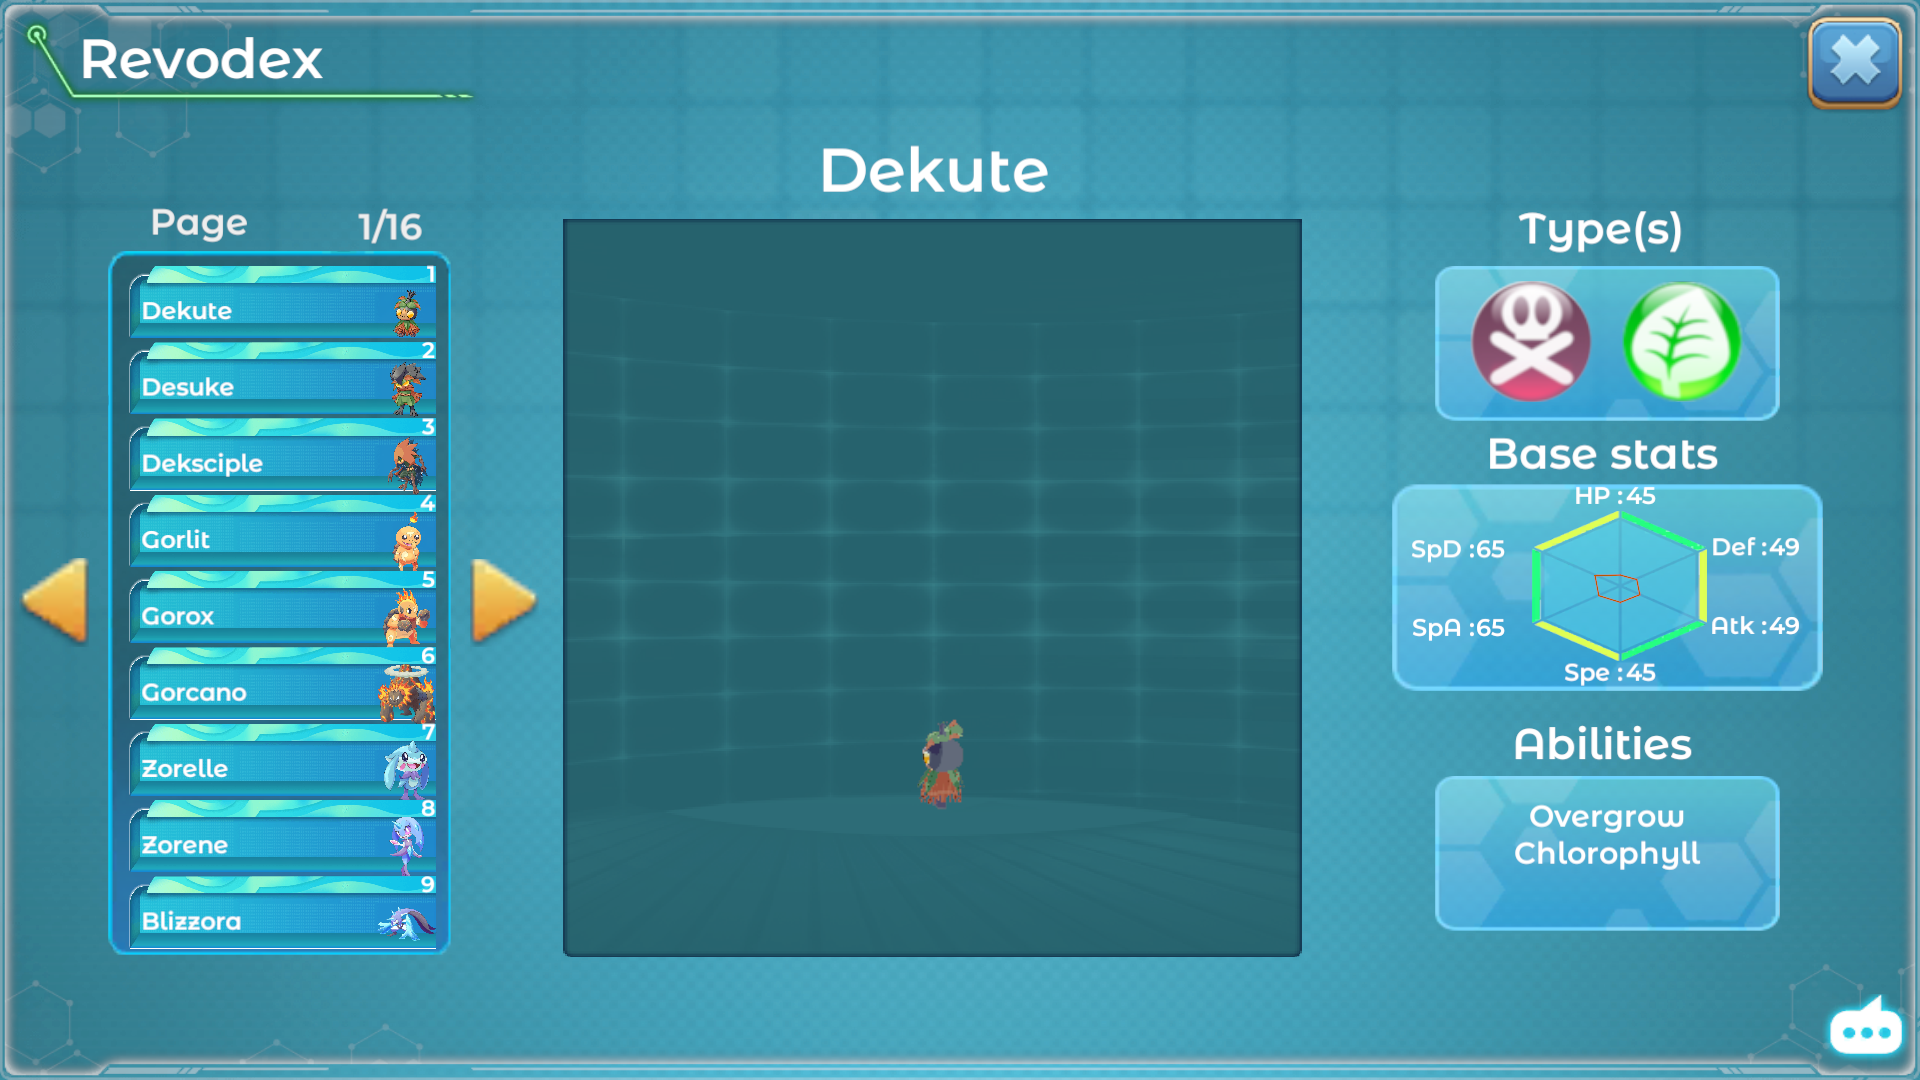 Revodex
Dekute
Page 1/16
1
Dekute
2
Desuke
3
Deksciple
4
Gorlit
5
Gorox
6
Gorcano
7
Zorelle
8
Zorene
9
Blizzora
Type(s)
Base stats
HP :45
SpD :65
Def :49
SpA :65
Atk :49
Spe :45
Abilities
Overgrow
Chlorophyll